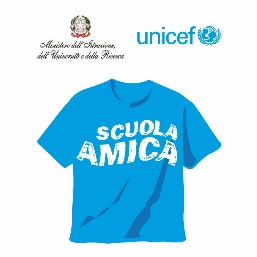 Ministero dell'Istruzione,
dell'Università e della Ricerca
unicef
SCUOLA
AMICA